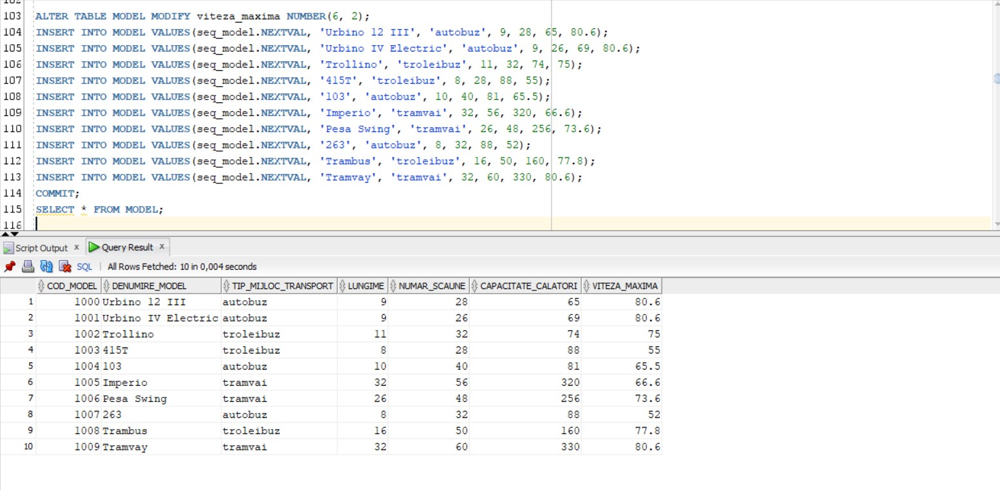 102
103 ALTER TABLE MODEL MODIFY viteza_maxima NUMBER(6, 2);
104 INSERT INTO MODEL VALUES(seq_model.NEXTVAL, 'Urbino 12 III', 'autobuz', 9, 28, 65, 80.6);
105 INSERT INTO MODEL VALUES(seq_model.NEXTVAL, 'Urbino IV Electric', 'autobuz', 9, 26, 69, 80.6);
106 INSERT INTO MODEL VALUES(seq_model.NEXTVAL, 'Trollino', 'troleibuz', 11, 32, 74, 75);
107 INSERT INTO MODEL VALUES(seq_model.NEXTVAL, '415T', 'troleibuz', 8, 28, 88, 55);
108 INSERT INTO MODEL VALUES(seq_model.NEXTVAL, '103', 'autobuz', 10, 40, 81, 65.5);
109 INSERT INTO MODEL VALUES(seq_model.NEXTVAL, 'Imperio', 'tramvai', 32, 56, 320, 66.6);
110 INSERT INTO MODEL VALUES(seq_model.NEXTVAL, 'Pesa Swing', 'tramvai', 26, 48, 256, 73.6);
111 INSERT INTO MODEL VALUES(seq_model.NEXTVAL, '263', 'autobuz', 8, 32, 88, 52);
112 INSERT INTO MODEL VALUES(seq_model.NEXTVAL, 'Trambus', 'troleibuz', 16, 50, 160, 77.8);
113 INSERT INTO MODEL VALUES(seq_model.NEXTVAL, 'Tramvay', 'tramvai', 32, 60, 330, 80.6);
114 COMMIT;
115 SELECT * FROM MODEL;
116
Script Output x Query Result x
SQL | All Rows Fetched: 10 in 0,004 seconds
COD_MODEL DENUMIRE_MODEL TIP_MIJLOC_TRANSPORT LUNGIME NUMAR_SCAUNE CAPACITATE_CALATORI VITEZA_MAXIMA
1 1000 Urbino 12 III autobuz 9 28 65 80.6
2 1001 Urbino IV Electric autobuz 9 26 69 80.6
3 1002 Trollino troleibuz 11 32 74 75
4 1003 415T troleibuz 8 28 88 55
5 1004 103 autobuz 10 40 81 65.5
6 1005 Imperio tramvai 32 56 320 66.6
7 1006 Pesa Swing tramvai 26 48 256 73.6
8 1007 263 autobuz 8 32 88 52
9 1008 Trambus troleibuz 16 50 160 77.8
10 1009 Tramvay tramvai 32 60 330 80.6